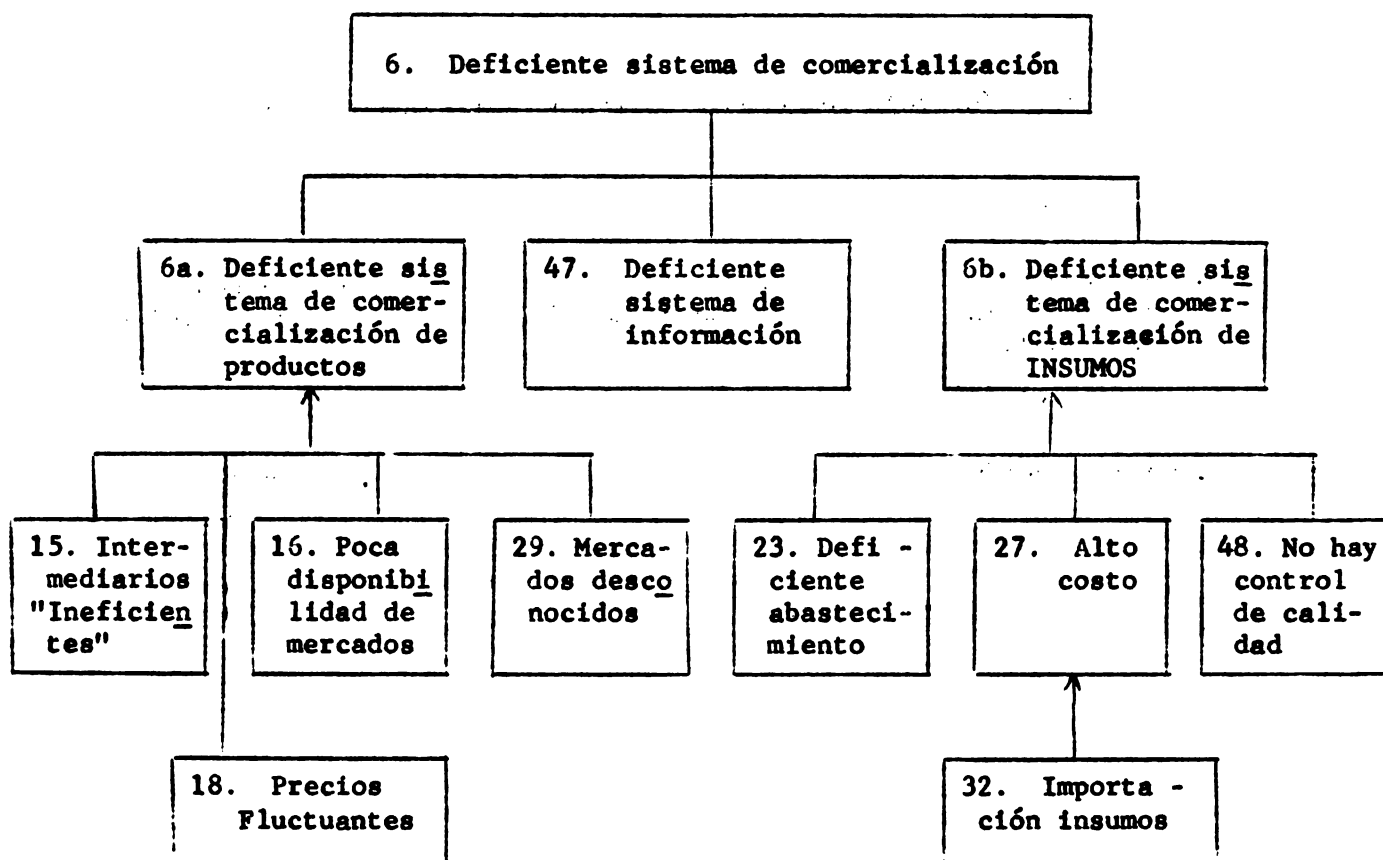 6. Deficiente sistema de comercialización
6a. Deficiente sis
tema de comer-
cialización de
productos
47. Deficiente
sistema de
información
6b. Deficiente sis
tema de comer-
cialización de
INSUMOS
15. Inter-
mediarios
"Ineficien
tes"
16. Poca
disponibi
lidad de
mercados
29. Merca-
dos desco
nocidos
23. Defi -
ciente
abasteci-
miento
27. Alto
costo
48. No hay
control
de cali-
dad
18. Precios
Fluctuantes
32. Importa -
ción insumos